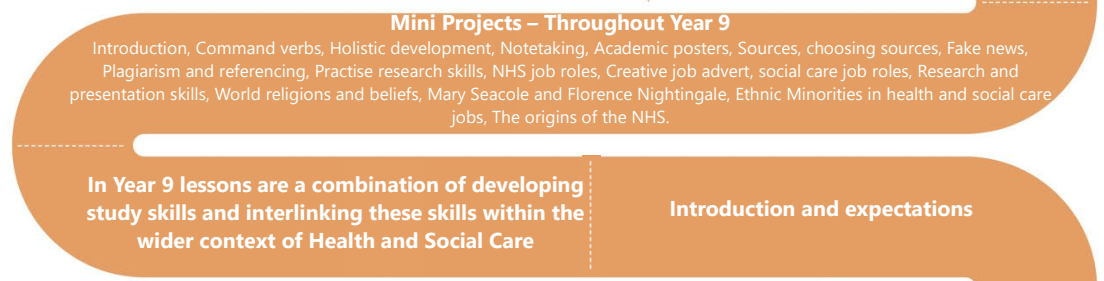 Mini Projects – Throughout Year 9
Introduction, Command verbs, Holistic development, Notetaking, Academic posters, Sources, choosing sources, Fake news,
Plagiarism and referencing, Practise research skills, NHS job roles, Creative job advert, social care job roles, Research and
presentation skills, World religions and beliefs, Mary Seacole and Florence Nightingale, Ethnic Minorities in health and social care
jobs, The origins of the NHS.
In Year 9 lessons are a combination of developing
study skills and interlinking these skills within the
wider context of Health and Social Care
Introduction and expectations